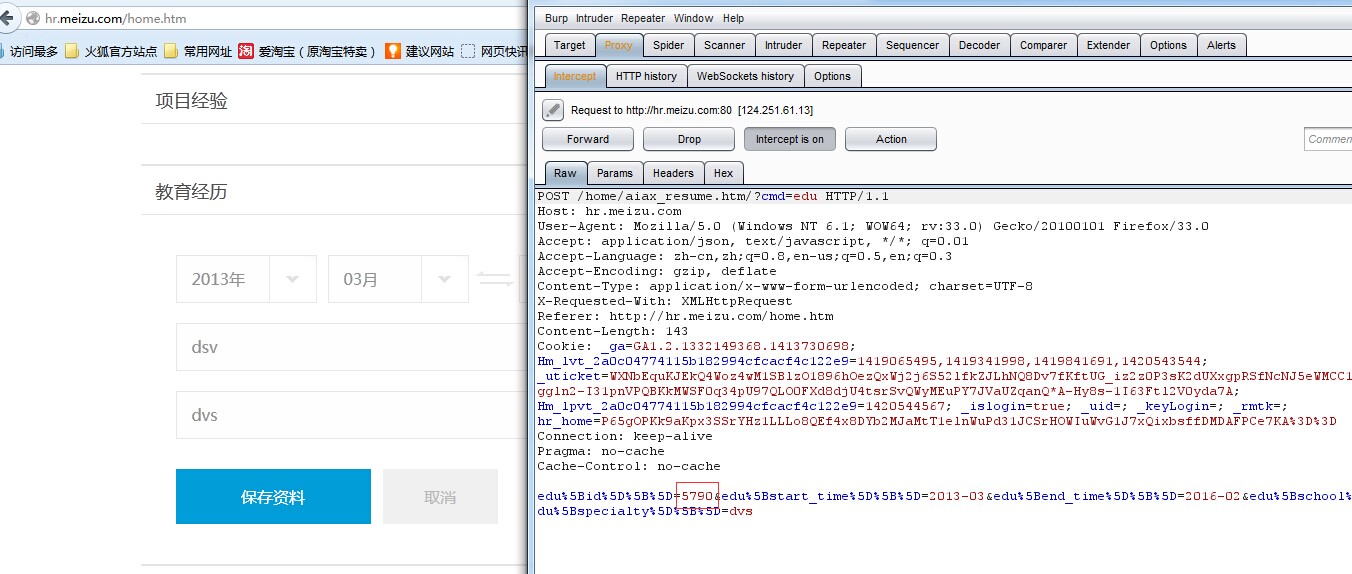 hr.meizu.com/home.htm
访问最多 火狐官方站点 常用网址 淘 爱淘宝（原淘宝特卖） 建议网站 网页快讯
项目经验
教育经历
2013年 03月
dsv
dvs
保存资料 取消
Burp Intruder Repeater Window Help
Target Proxy Spider Scanner Intruder Repeater Sequencer Decoder Comparer Extender Options Alerts
Intercept HTTP history WebSockets history Options
Request to http://hr.meizu.com:80 [124.251.61.13]
Forward Drop Intercept is on Action Commen
Raw Params Headers Hex
POST /home/aiax_resume.htm/?cmd=edu HTTP/1.1
Host: hr.meizu.com
User-Agent: Mozilla/5.0 (Windows NT 6.1; WOW64; rv:33.0) Gecko/20100101 Firefox/33.0
Accept: application/json, text/javascript, */*; q=0.01
Accept-Language: zh-cn,zh;q=0.8,en-us;q=0.5,en;q=0.3
Accept-Encoding: gzip, deflate
Content-Type: application/x-www-form-urlencoded; charset=UTF-8
X-Requested-With: XMLHttpRequest
Referer: http://hr.meizu.com/home.htm
Content-Length: 143
Cookie: _ga=GA1.2.1332149368.1413730698;
Hm_lvt_2a0c04774115b182994cfcacf4c122e9=1419065495,1419341998,1419841691,1420543544;
_uticket=WXNbEquKJEkQ4Woz4wM1SBlzO1896hOezQxWj2j6S52lfkZJLhNQ8Dv7fKftUG_iz2z0P3sK2dUXxgpRSfNcNJ5eWMCC1
ggln2-I31pnVPQBKkMWSF0q34pU97QLO0FXd8djU4tsrSvQWyMEuPY7JVaUZqanQ*A-Hy8s-1I63Ftl2V0yda7A;
Hm_lpvt_2a0c04774115b182994cfcacf4c122e9=1420544567; _islogin=true; _uid=; _keyLogin=; _rmtk=;
hr_home=P65gOPKk9aKpx3SSrYHz1LLLo8QEf4x8DYb2MJaMtT1elnWuPd31JCSrHOWIuWvG1J7xQixbsffDMDAFPCe7KA%3D%3D
Connection: keep-alive
Pragma: no-cache
Cache-Control: no-cache
edu%5Bid%5D%5B%5D=5790&edu%5Bstart_time%5D%5B%5D=2013-03&edu%5Bend_time%5D%5B%5D=2016-02&edu%5Bschool%
du%5Bspecialty%5D%5B%5D=dvs